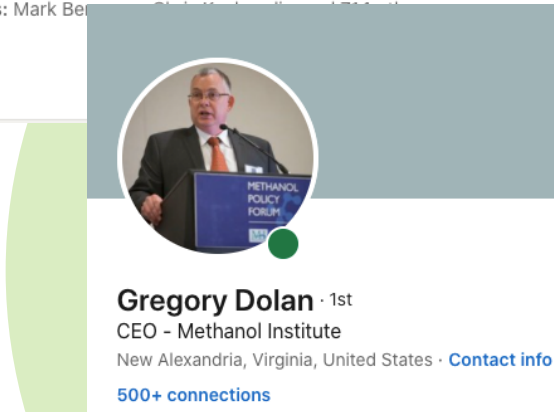 s: Mark Be
METHANOL
POLICY
FORUM
Gregory Dolan · 1st
CEO - Methanol Institute
New Alexandria, Virginia, United States · Contact info
500+ connections